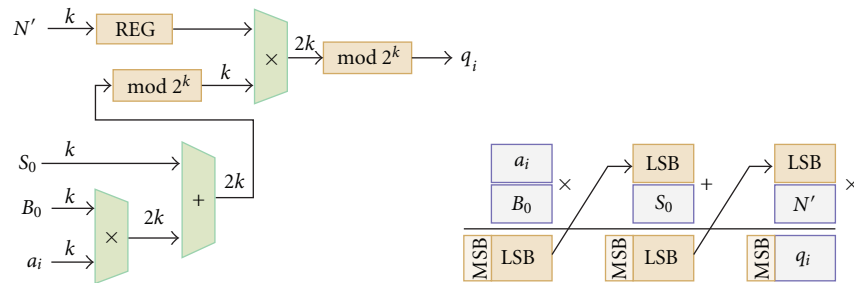 N′ k REG
× 2k mod 2^k q_i
mod 2^k k
S_0 k
2k
B_0 k
+
2k
×
a_i k
a_i × LSB + LSB ×
B_0 S_0 N′
MSB LSB MSB LSB MSB q_i